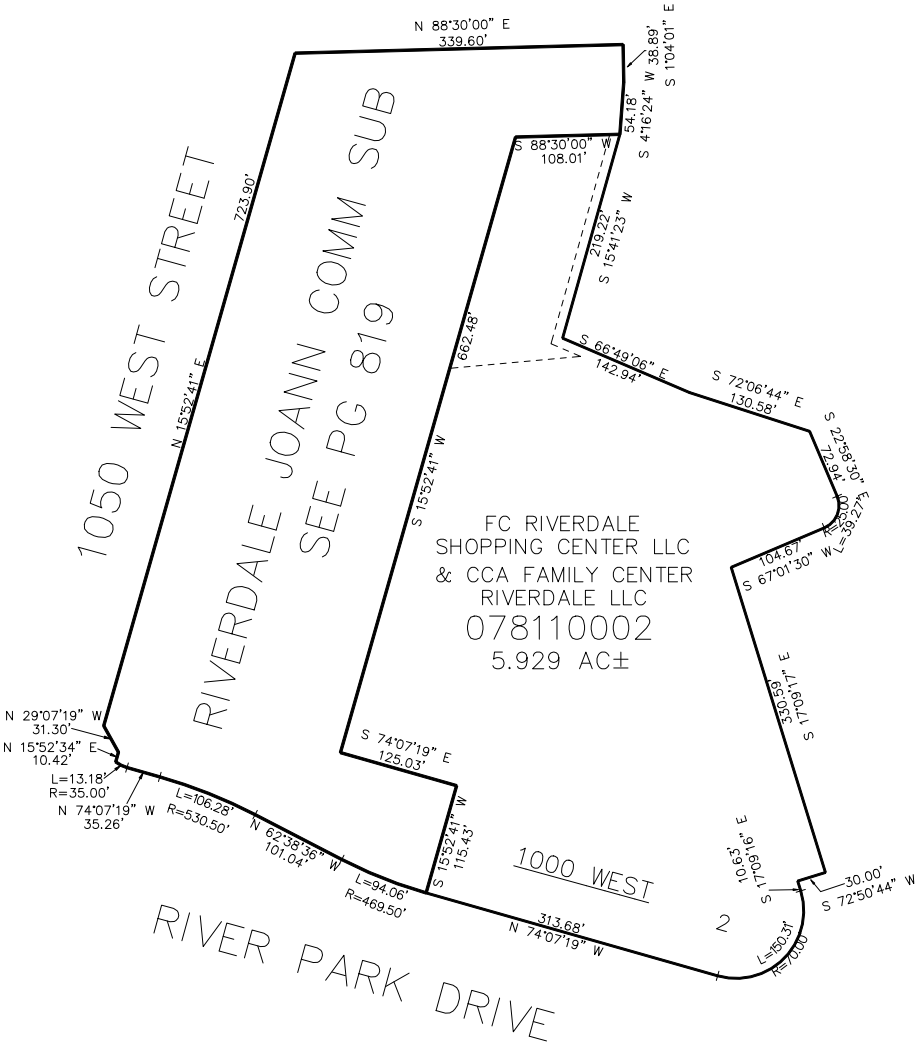 N 88°30'00" E
339.60'
38.89'
S 1°04'01" E
54.18'
S 4°16'24" W
S 88°30'00" W
108.01'
723.90'
N 15°52'41" E
1050 WEST STREET
RIVERDALE JOANN COMM SUB
SEE PG 819
662.48'
S 15°52'41" W
219.22'
S 15°41'23" W
S 66°49'06" E
142.94'
S 72°06'44" E
130.58'
S 22°58'30" E
72.94'
R=25.00'
L=39.27'
104.67'
S 67°01'30" W
FC RIVERDALE
SHOPPING CENTER LLC
& CCA FAMILY CENTER
RIVERDALE LLC
078110002
5.929 AC±
330.59'
S 17°09'17" E
N 29°07'19" W
31.30'
N 15°52'34" E
10.42'
L=13.18'
R=35.00'
N 74°07'19" W
35.26'
L=106.28'
R=530.50'
N 62°38'36" W
101.04'
L=94.06'
R=469.50'
S 74°07'19" E
125.03'
S 15°52'41" W
115.43'
1000 WEST
2
10.63'
S 17°09'16" E
30.00'
S 72°50'44" W
313.68'
N 74°07'19" W
L=150.31'
R=70.00
RIVER PARK DRIVE